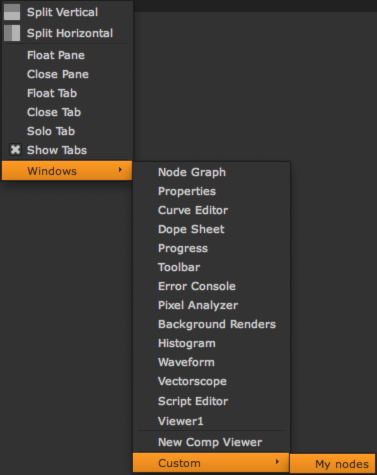 Split Vertical
Split Horizontal
Float Pane
Close Pane
Float Tab
Close Tab
Solo Tab
Show Tabs
Windows
Node Graph
Properties
Curve Editor
Dope Sheet
Progress
Toolbar
Error Console
Pixel Analyzer
Background Renders
Histogram
Waveform
Vectorscope
Script Editor
Viewer1
New Comp Viewer
Custom
My nodes